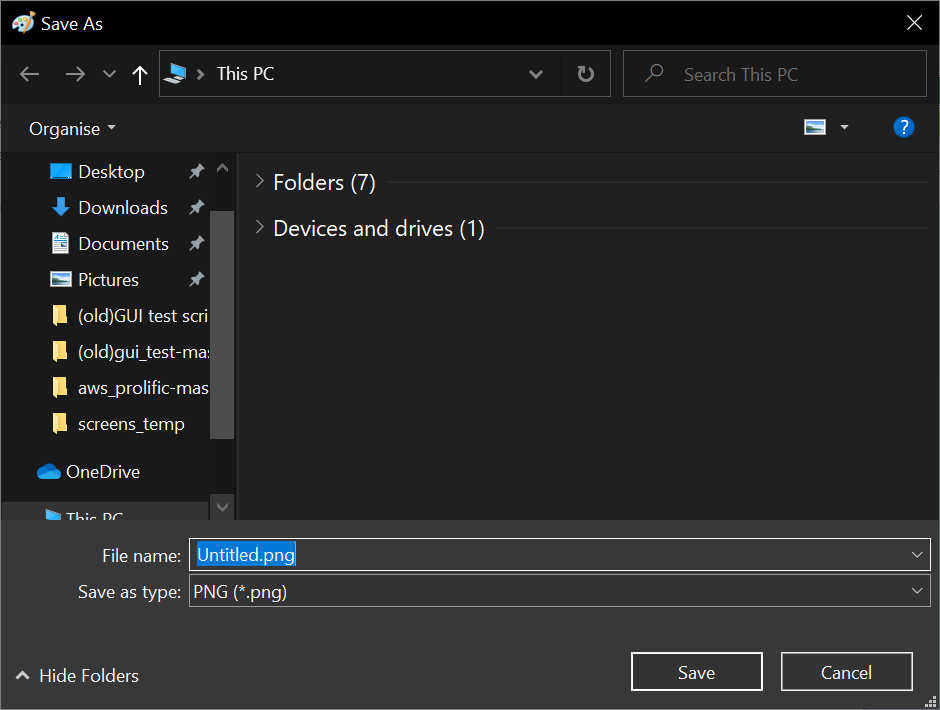 Save As
This PC
Search This PC
Organise
?
Desktop
Downloads
Documents
Pictures
(old)GUI test scri
(old)gui_test-mas
aws_prolific-mas
screens_temp
OneDrive
This PC
Folders (7)
Devices and drives (1)
File name: Untitled.png
Save as type: PNG (*.png)
Hide Folders
Save
Cancel